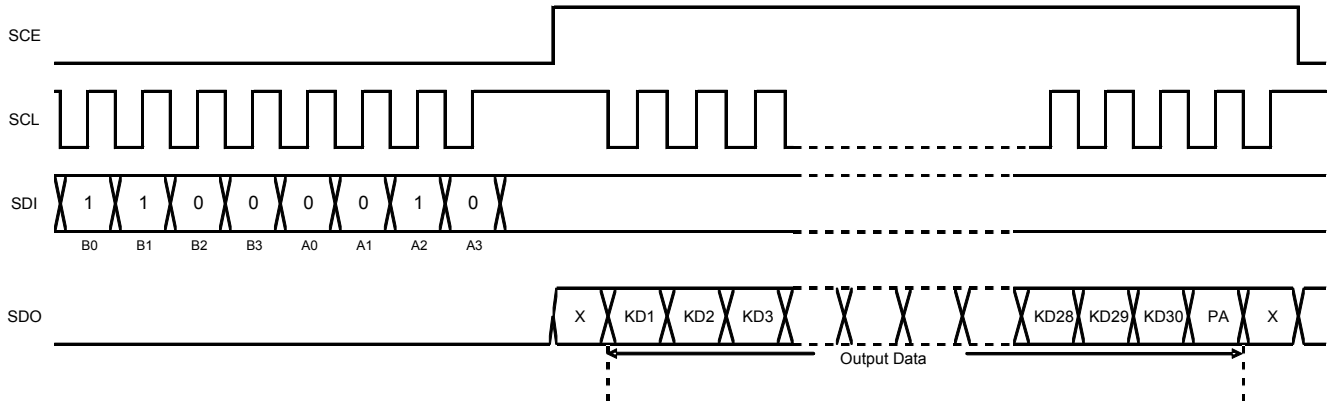 SCE
SCL
SDI 1 1 0 0 0 0 1 0
B0 B1 B2 B3 A0 A1 A2 A3
SDO X KD1 KD2 KD3 KD28 KD29 KD30 PA X
Output Data